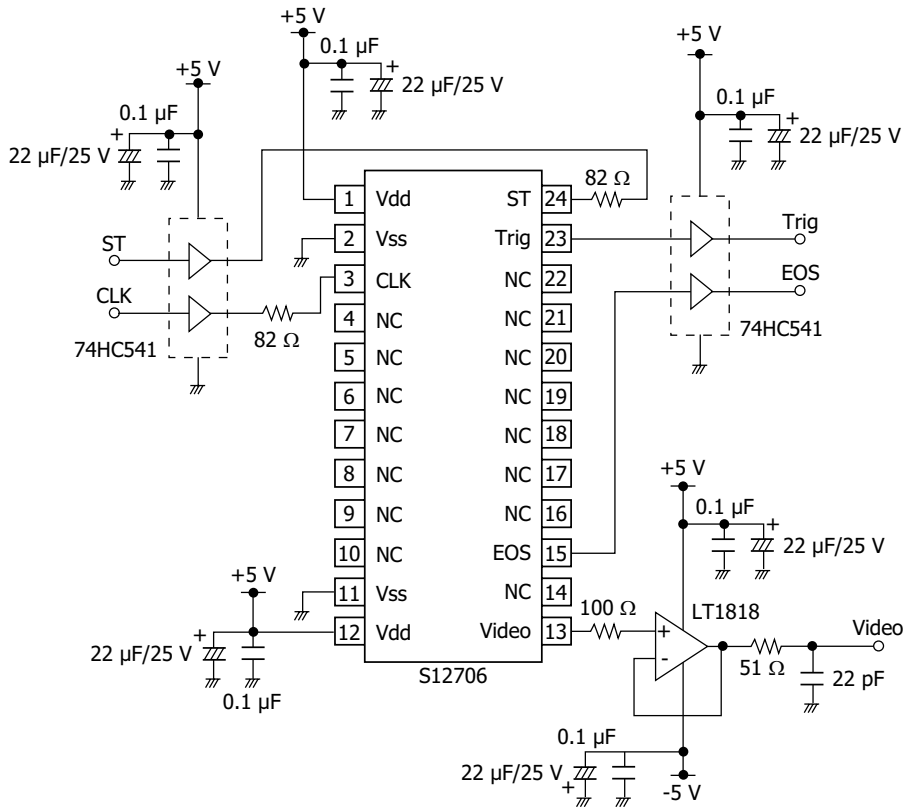 +5 V
0.1 µF
22 µF/25 V
+
+5 V
0.1 µF
22 µF/25 V
+
+5 V
0.1 µF
22 µF/25 V
+
ST
CLK
74HC541
82 Ω
82 Ω
1 Vdd
2 Vss
3 CLK
4 NC
5 NC
6 NC
7 NC
8 NC
9 NC
10 NC
11 Vss
12 Vdd
ST 24
Trig 23
NC 22
NC 21
NC 20
NC 19
NC 18
NC 17
NC 16
EOS 15
NC 14
Video 13
S12706
Trig
EOS
74HC541
+5 V
+
22 µF/25 V
0.1 µF
+5 V
0.1 µF
+
22 µF/25 V
100 Ω
LT1818
+
-
51 Ω
Video
22 pF
0.1 µF
22 µF/25 V
+
-5 V